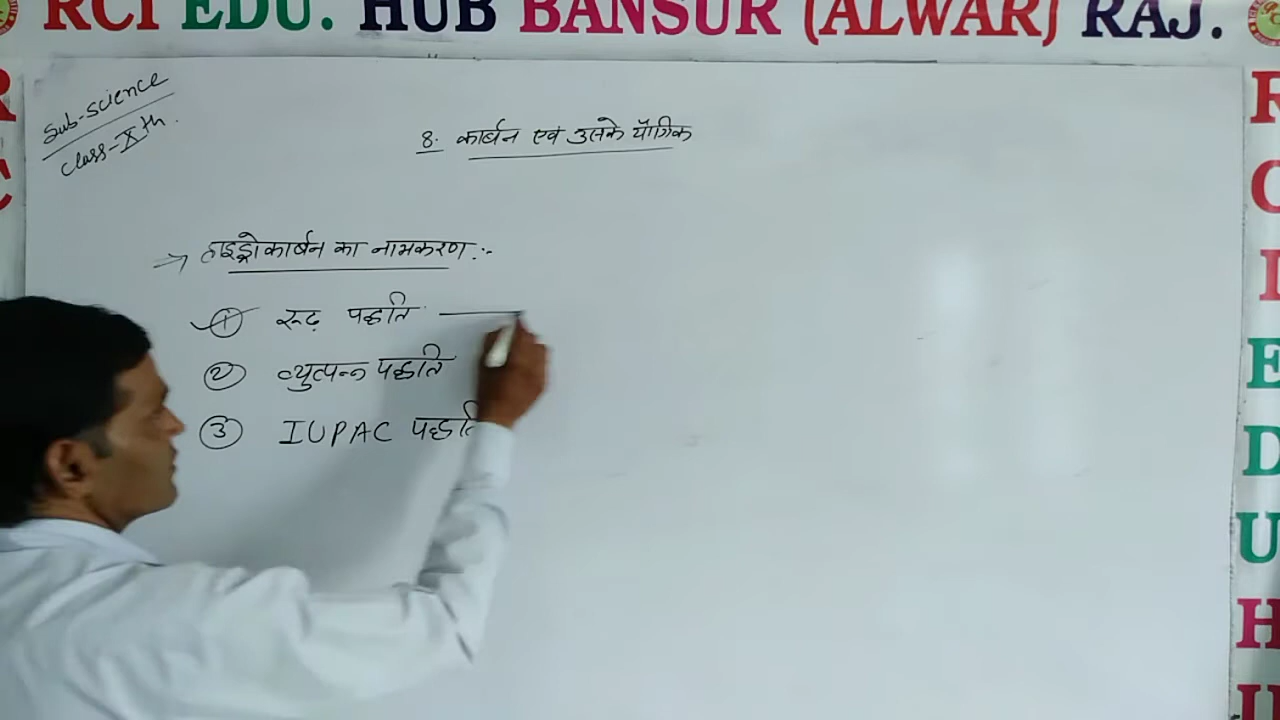 RCI EDU. HUB BANSUR (ALWAR) RAJ.
Sub-science
class-Xth.
8. कार्बन एवं उसके यौगिक
→ हाइड्रोकार्बन का नामकरण :-
① रूढ़ पद्धति
② व्युत्पन्न पद्धति
③ IUPAC पद्धति
R
C
R
C
I
E
D
U
H